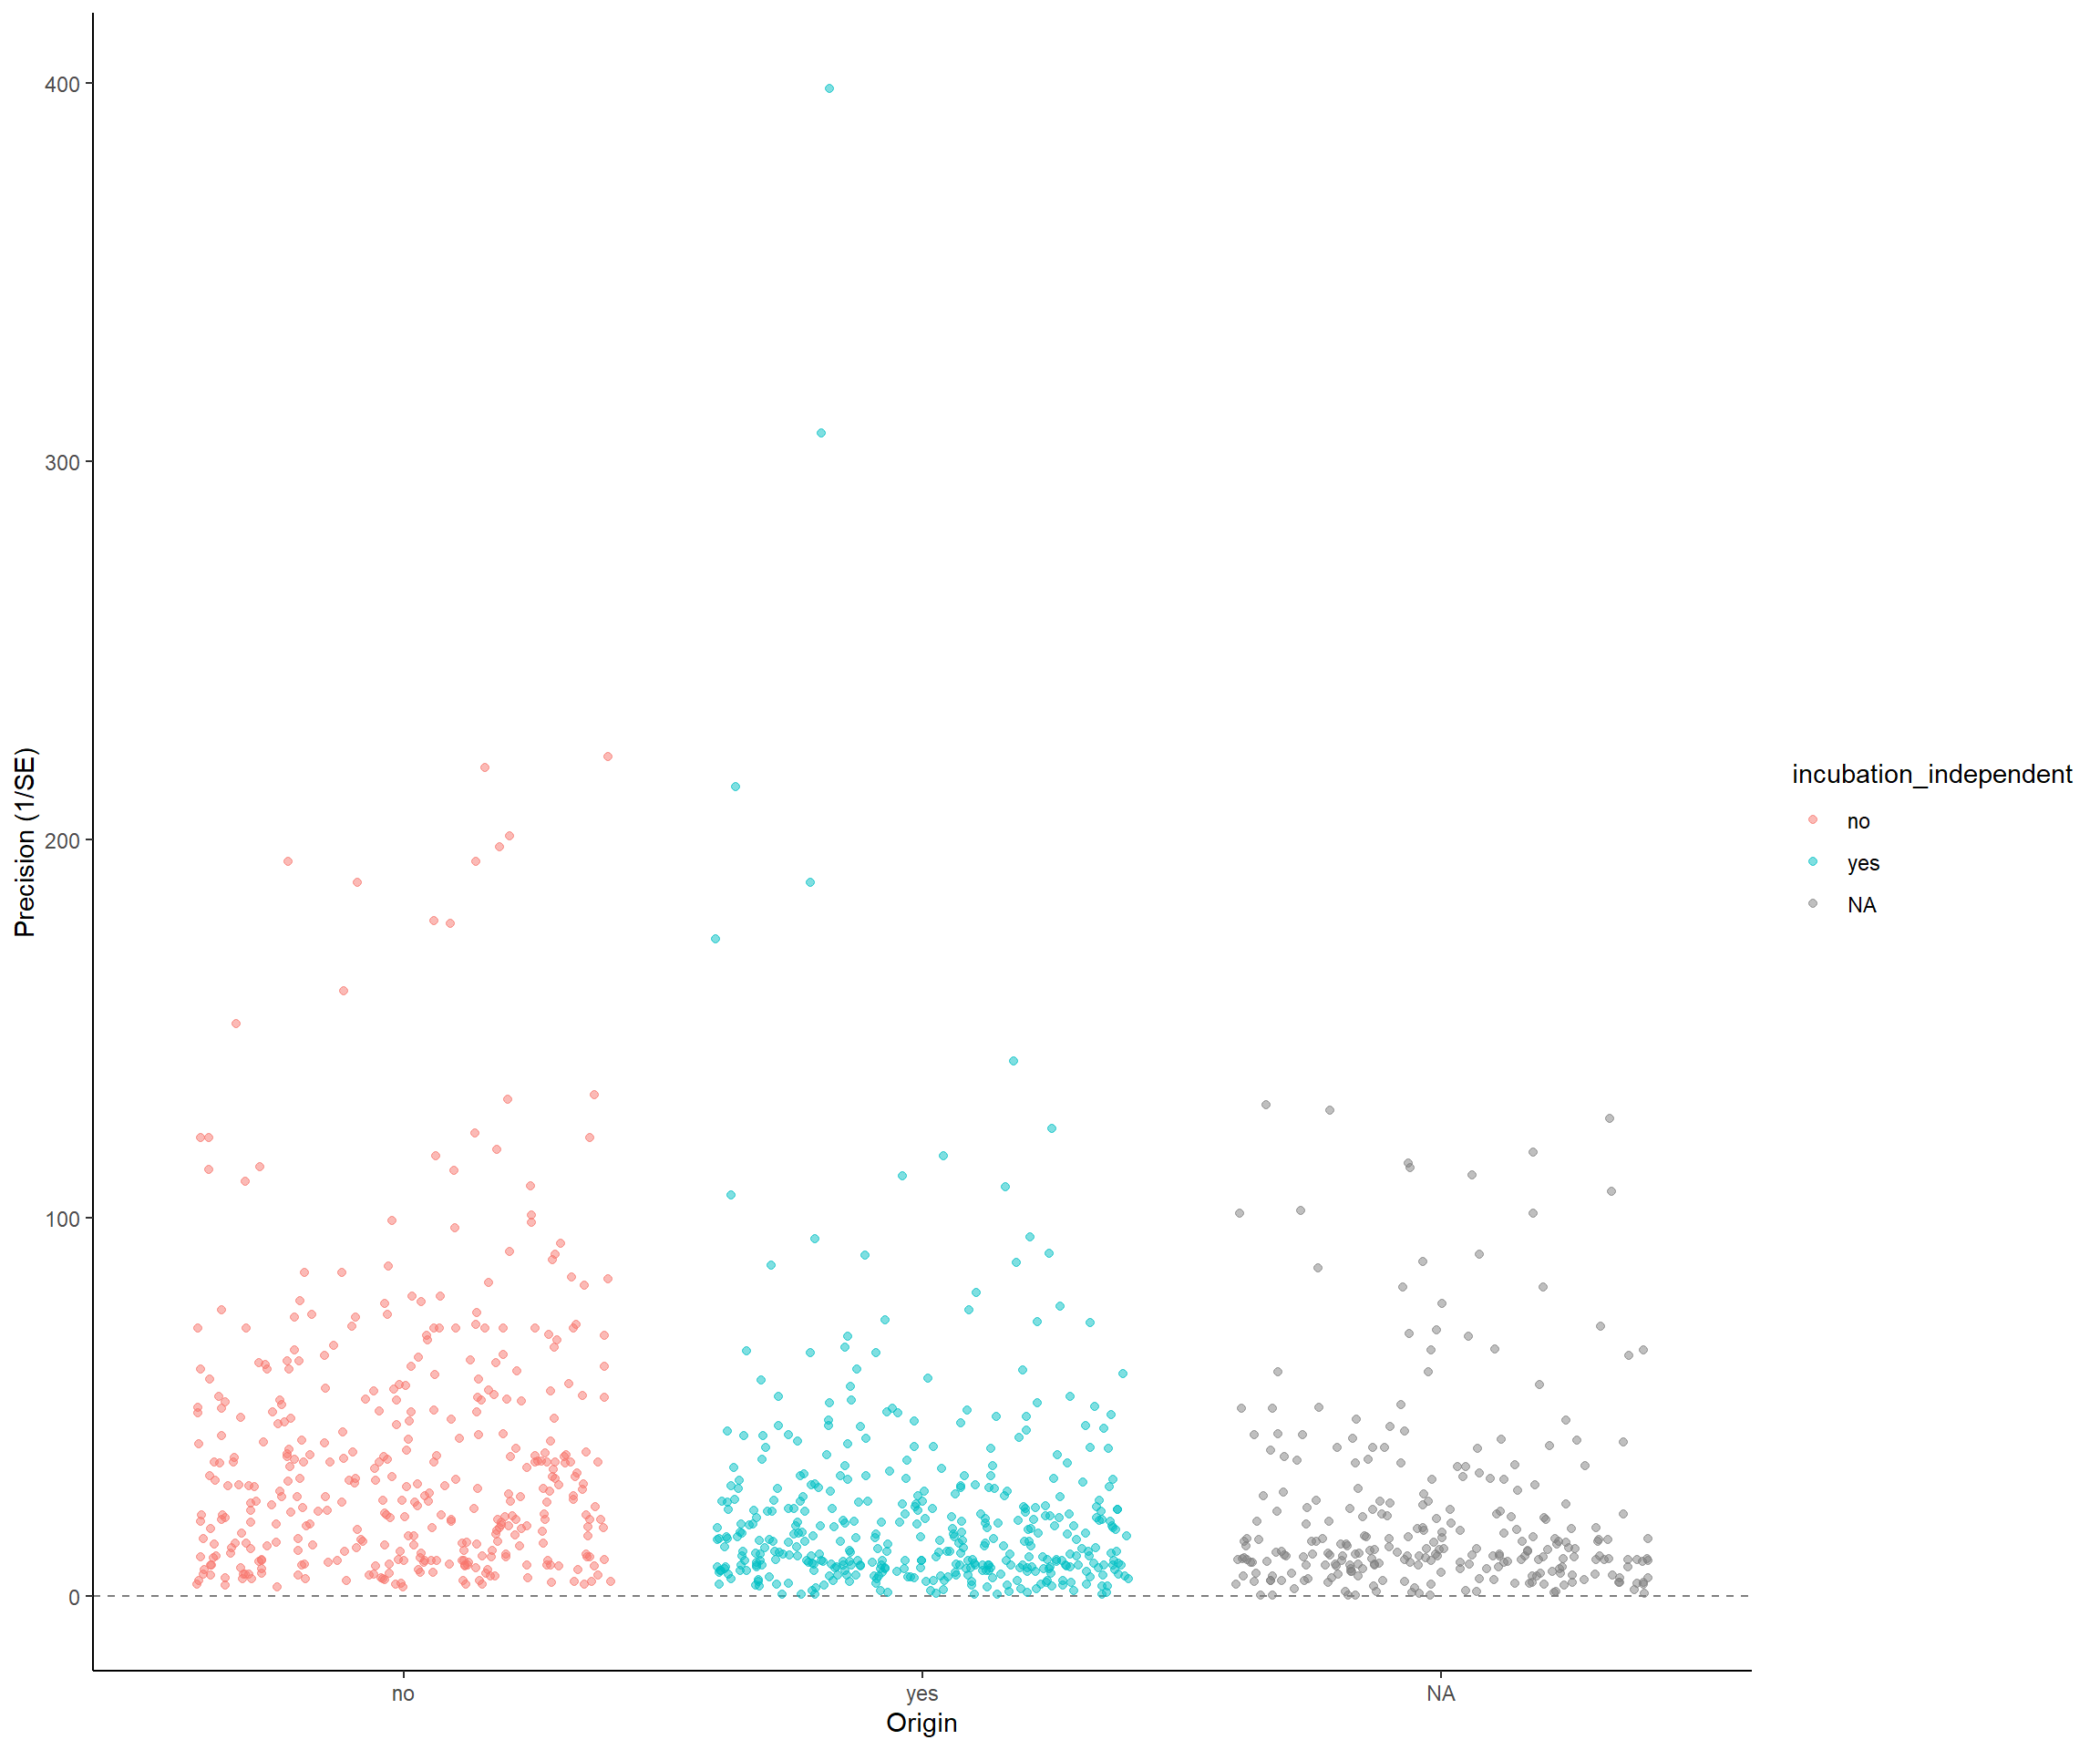 400
300
200
100
0
Precision (1/SE)
no
yes
NA
Origin
incubation_independent
no
yes
NA